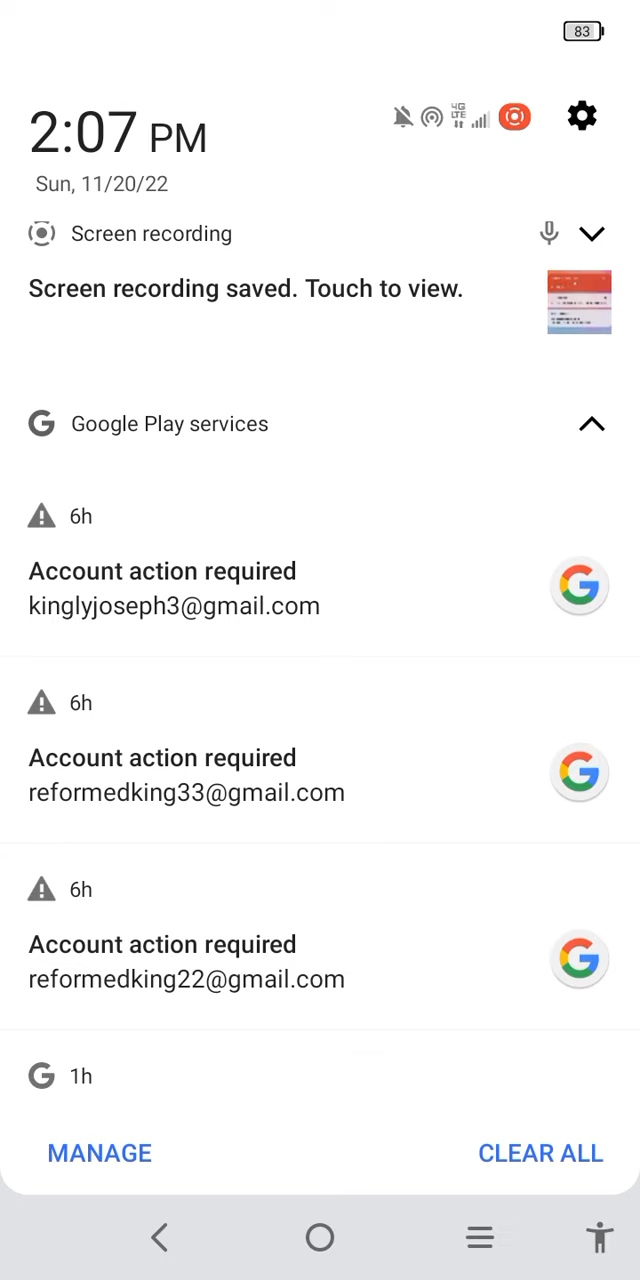 83
2:07 PM
4G
LTE
Sun, 11/20/22
Screen recording
Screen recording saved. Touch to view.
Google Play services
6h
Account action required
kinglyjoseph3@gmail.com
6h
Account action required
reformedking33@gmail.com
6h
Account action required
reformedking22@gmail.com
1h
MANAGE
CLEAR ALL